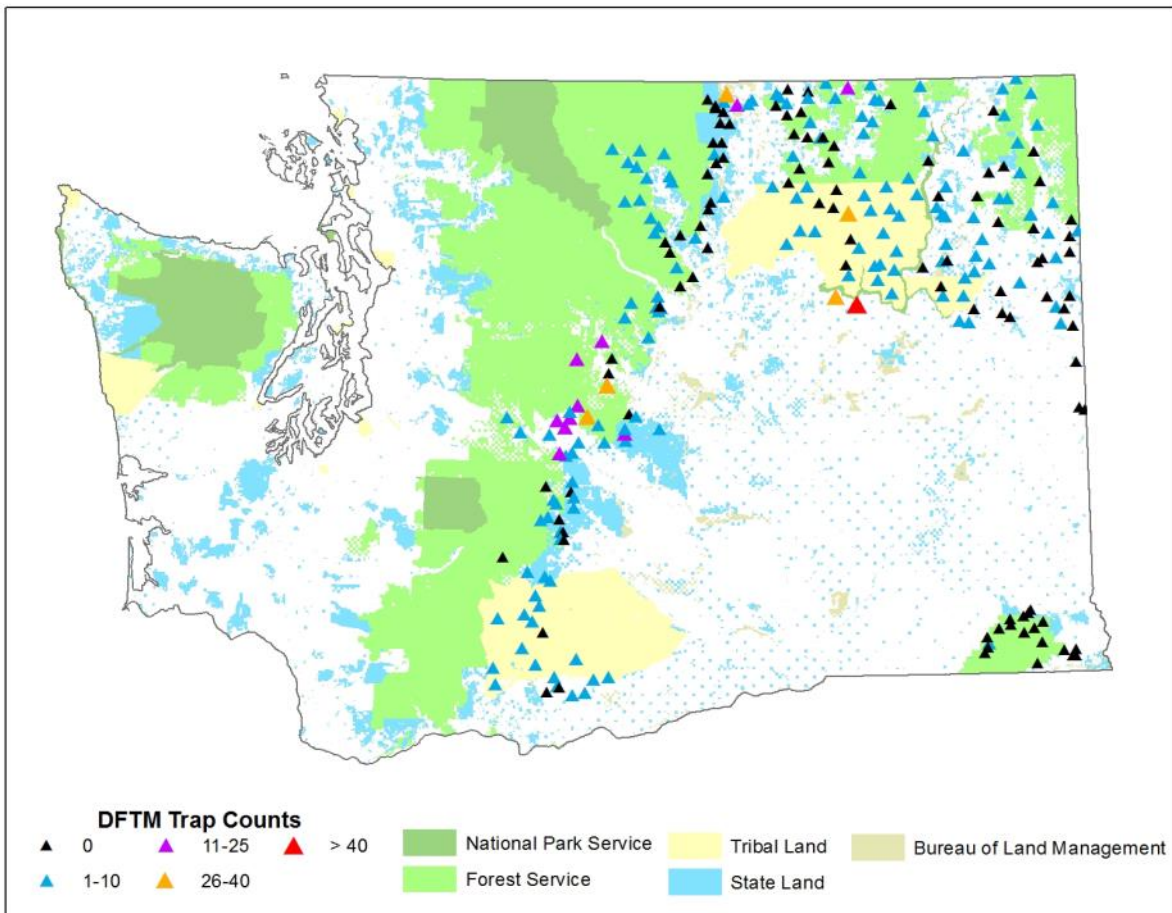 DFTM Trap Counts
0 11-25 > 40 National Park Service Tribal Land Bureau of Land Management
1-10 26-40 Forest Service State Land